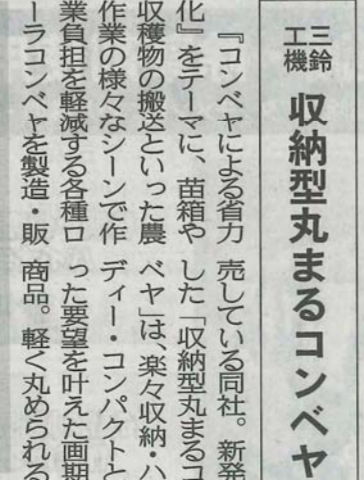 三鈴
工機
収納型丸まるコンベヤ
『コンベヤによる省力
化』をテーマに、苗箱や
収穫物の搬送といった農
作業の様々なシーンで作
業負担を軽減する各種ロ
ーラコンベヤを製造・販
売している同社。新発
した「収納型丸まるコ
ベヤ」は、楽々収納・ハ
ディー・コンパクトと
った要望を叶えた画期
商品。軽く丸められる